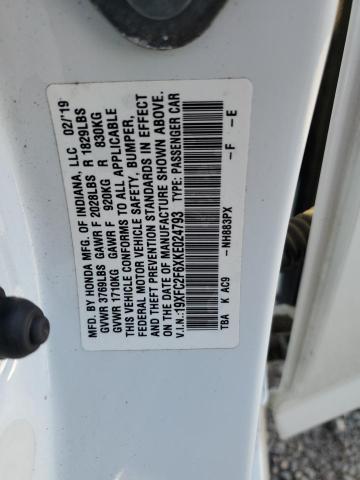 MFD. BY HONDA MFG. OF INDIANA, LLC 02/'19
GVWR 3769LBS GAWR F 2028LBS R 1829LBS
GVWR 1710KG GAWR F 920KG R 830KG
THIS VEHICLE CONFORMS TO ALL APPLICABLE
FEDERAL MOTOR VEHICLE SAFETY, BUMPER,
AND THEFT PREVENTION STANDARDS IN EFFECT
ON THE DATE OF MANUFACTURE SHOWN ABOVE.
V.I.N.:19XFC2F6XKE024793 TYPE: PASSENGER CAR
TBA K AC9 – NH883PX – F – E